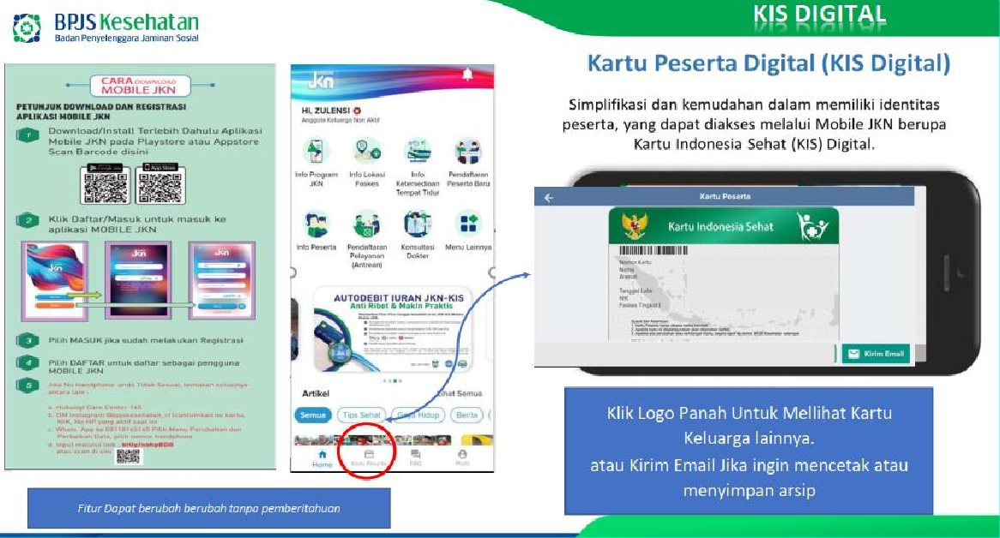 BPJS Kesehatan
Badan Penyelenggara Jaminan Sosial
KIS DIGITAL
CARA DOWNLOAD
MOBILE JKN
PETUNJUK DOWNLOAD DAN REGISTRASI
APLIKASI MOBILE JKN
1
Download/Install Terlebih Dahulu Aplikasi
Mobile JKN pada Playstore atau Appstore
Scan Barcode disini
App Store
2
Klik Daftar/Masuk untuk masuk ke
aplikasi MOBILE JKN
JKn
JKn
JKn
3
Pilih MASUK jika sudah melakukan Registrasi
4
Pilih DAFTAR untuk daftar sebagai pengguna
MOBILE JKN
5
Jika No Handphone anda Tidak Sesuai, temukan solusinya
antara lain :
a. Hubungi Care Center 165
b. DM Instagram @bpjskesehatan_ri (cantumkan no kartu,
NIK, No HP yang aktif saat ini
c. Whats App ke 08118165165 Pilih Menu Perubahan dan
Perbaikan Data, pilih nomor handphone
d. Input melalui link : bit.ly/nohpBDG
atau scan di sini
JKn
Hi, ZULENSI
Anggota Keluarga Non Aktif
Info Program
JKN
Info Lokasi
Faskes
Info
Ketersediaan
Tempat Tidur
Pendaftaran
Peserta Baru
Info Peserta
Pendaftaran
Pelayanan
(Antrean)
Konsultasi
Dokter
Menu Lainnya
AUTODEBIT IURAN JKN-KIS
Anti Ribet & Makin Praktis
Artikel
Lihat Semua
Semua
Tips Sehat
Gaya Hidup
Berita
Home
Kartu Peserta
FAQ
Profil
Fitur Dapat berubah berubah tanpa pemberitahuan
Kartu Peserta Digital (KIS Digital)
Simplifikasi dan kemudahan dalam memiliki identitas
peserta, yang dapat diakses melalui Mobile JKN berupa
Kartu Indonesia Sehat (KIS) Digital.
Kartu Peserta
Kartu Indonesia Sehat
Nomor Kartu
Nama
Alamat
Tanggal Lahir
NIK
Faskes Tingkat I
Syarat dan Ketentuan
Kirim Email
Klik Logo Panah Untuk Mellihat Kartu
Keluarga lainnya.
atau Kirim Email Jika ingin mencetak atau
menyimpan arsip